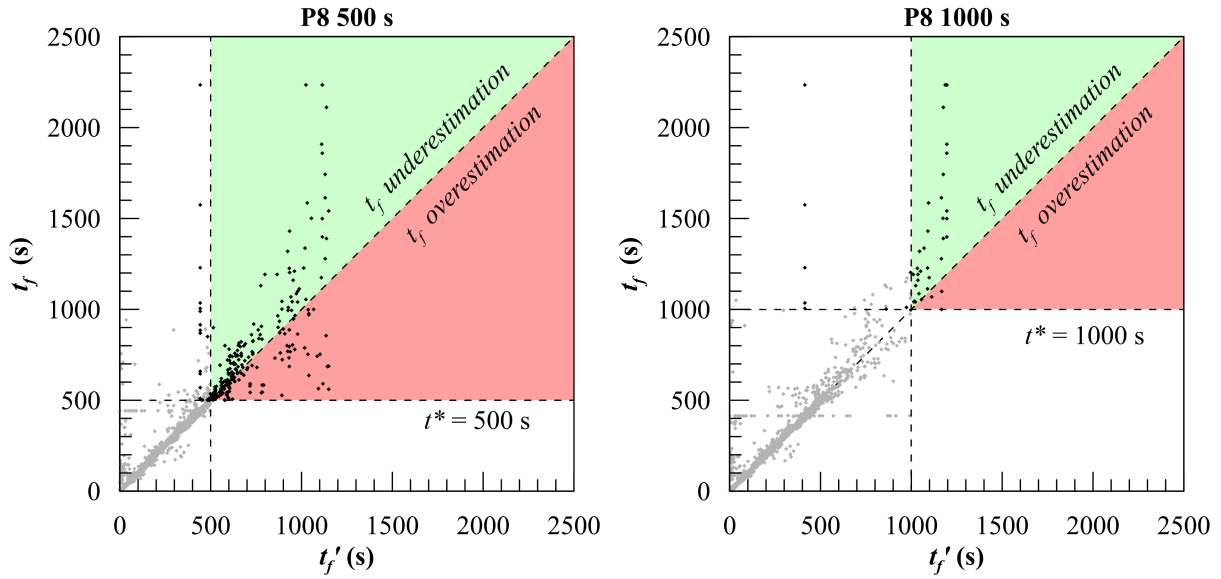 P8 500 s
2500
2000
1500
1000
500
0
t_f (s)
t_f underestimation
t_f overestimation
t* = 500 s
0 500 1000 1500 2000 2500
t_f' (s)
P8 1000 s
2500
2000
1500
1000
500
0
t_f (s)
t_f underestimation
t_f overestimation
t* = 1000 s
0 500 1000 1500 2000 2500
t_f' (s)